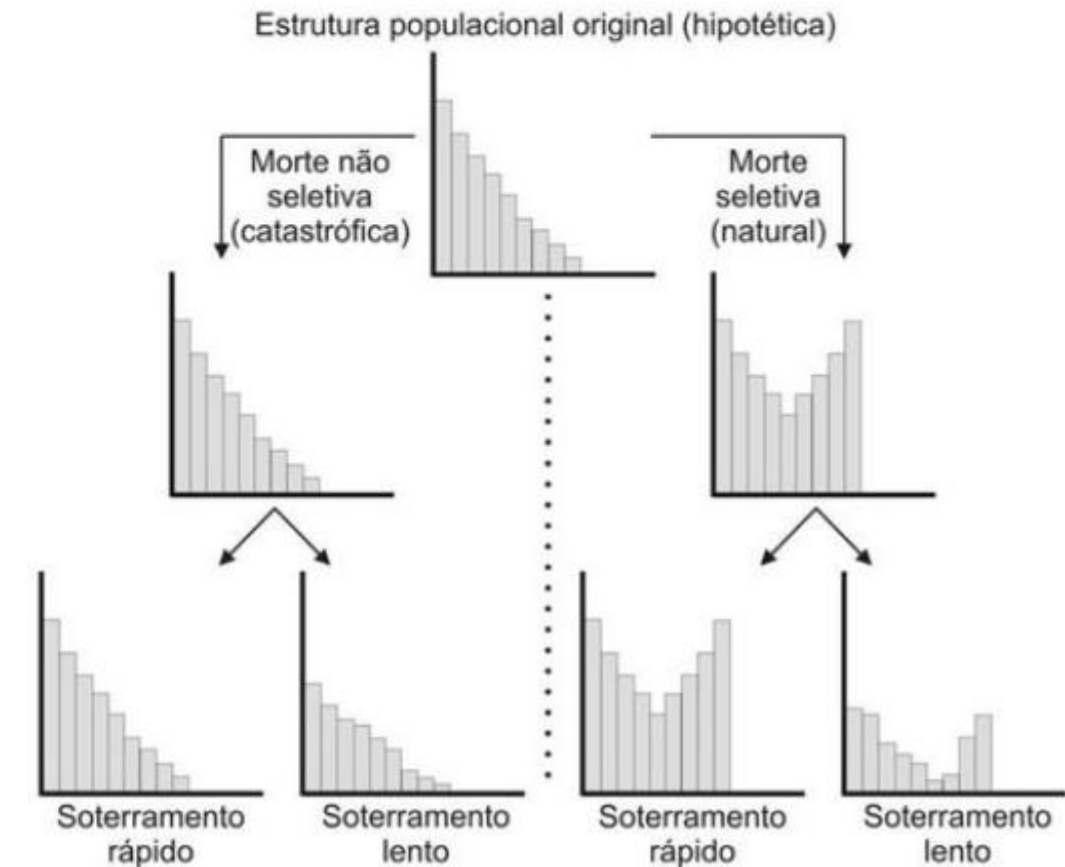 Estrutura populacional original (hipotética)
Morte não
seletiva
(catastrófica)
Morte
seletiva
(natural)
Soterramento
rápido
Soterramento
lento
Soterramento
rápido
Soterramento
lento